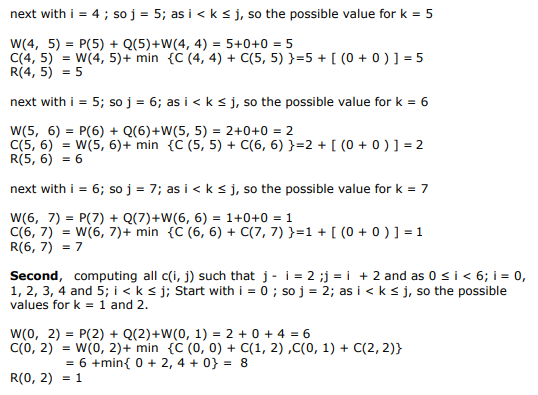 next with i = 4 ; so j = 5; as i < k ≤ j, so the possible value for k = 5
W(4, 5) = P(5) + Q(5)+W(4, 4) = 5+0+0 = 5
C(4, 5) = W(4, 5)+ min {C (4, 4) + C(5, 5) }=5 + [ (0 + 0 ) ] = 5
R(4, 5) = 5
next with i = 5; so j = 6; as i < k ≤ j, so the possible value for k = 6
W(5, 6) = P(6) + Q(6)+W(5, 5) = 2+0+0 = 2
C(5, 6) = W(5, 6)+ min {C (5, 5) + C(6, 6) }=2 + [ (0 + 0 ) ] = 2
R(5, 6) = 6
next with i = 6; so j = 7; as i < k ≤ j, so the possible value for k = 7
W(6, 7) = P(7) + Q(7)+W(6, 6) = 1+0+0 = 1
C(6, 7) = W(6, 7)+ min {C (6, 6) + C(7, 7) }=1 + [ (0 + 0 ) ] = 1
R(6, 7) = 7
Second, computing all c(i, j) such that j - i = 2 ;j = i + 2 and as 0 ≤ i < 6; i = 0,
1, 2, 3, 4 and 5; i < k ≤ j; Start with i = 0 ; so j = 2; as i < k ≤ j, so the possible
values for k = 1 and 2.
W(0, 2) = P(2) + Q(2)+W(0, 1) = 2 + 0 + 4 = 6
C(0, 2) = W(0, 2)+ min {C (0, 0) + C(1, 2) ,C(0, 1) + C(2, 2)}
= 6 +min{ 0 + 2, 4 + 0} = 8
R(0, 2) = 1